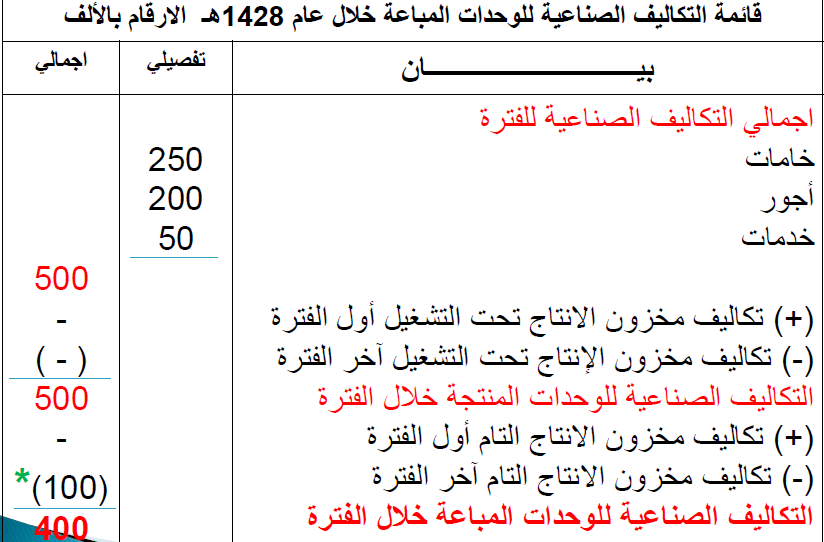 قائمة التكاليف الصناعية للوحدات المباعة خلال عام 1428هـ الارقام بالألف
بيـــــــــــــــــان تفصيلي اجمالي
اجمالي التكاليف الصناعية للفترة
خامات 250
أجور 200
خدمات 50
500
(+) تكاليف مخزون الانتاج تحت التشغيل أول الفترة -
(-) تكاليف مخزون الإنتاج تحت التشغيل آخر الفترة ( - )
التكاليف الصناعية للوحدات المنتجة خلال الفترة 500
(+) تكاليف مخزون الانتاج التام أول الفترة -
(-) تكاليف مخزون الانتاج التام آخر الفترة (100)*
التكاليف الصناعية للوحدات المباعة خلال الفترة 400